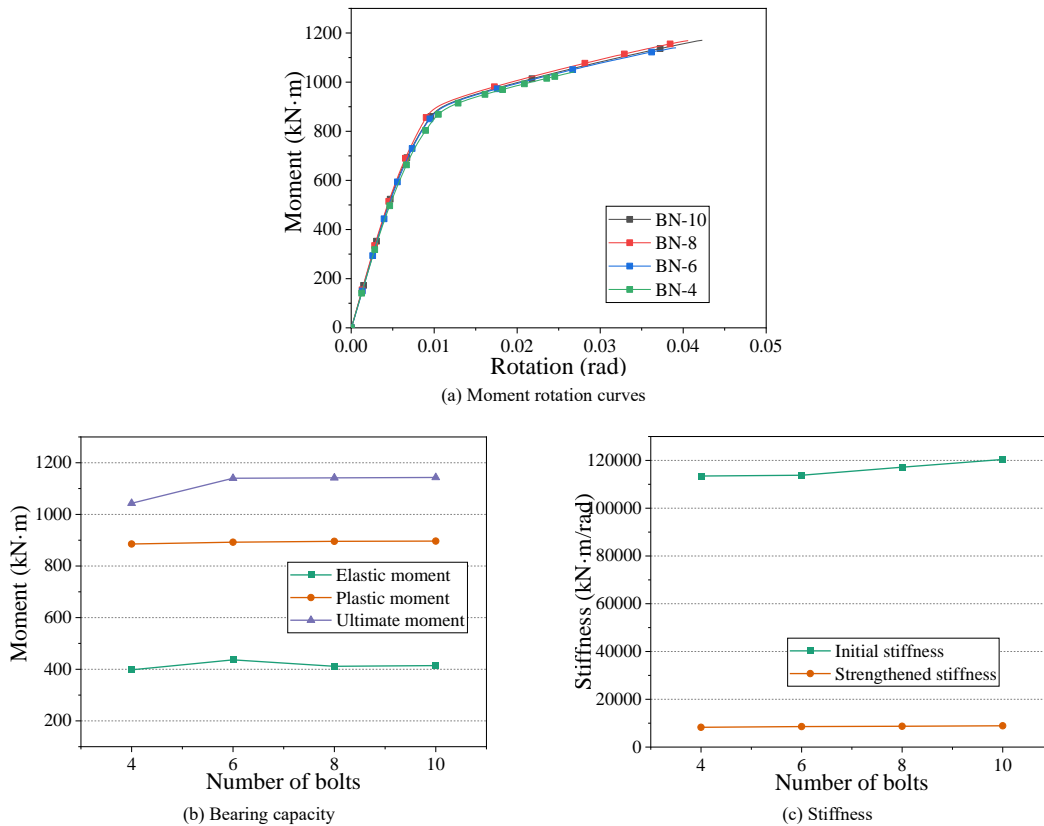 1200
1000
800
600
400
200
0
Moment (kN·m)
BN-10
BN-8
BN-6
BN-4
0.00 0.01 0.02 0.03 0.04 0.05
Rotation (rad)
(a) Moment rotation curves
1200
1000
800
600
400
200
Moment (kN·m)
Elastic moment
Plastic moment
Ultimate moment
4 6 8 10
Number of bolts
(b) Bearing capacity
120000
100000
80000
60000
40000
20000
0
Stiffness (kN·m/rad)
Initial stiffness
Strengthened stiffness
4 6 8 10
Number of bolts
(c) Stiffness